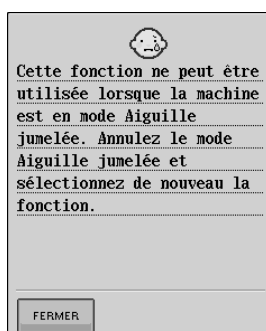 Cette fonction ne peut être
utilisée lorsque la machine
est en mode Aiguille
jumelée. Annulez le mode
Aiguille jumelée et
sélectionnez de nouveau la
fonction.
FERMER